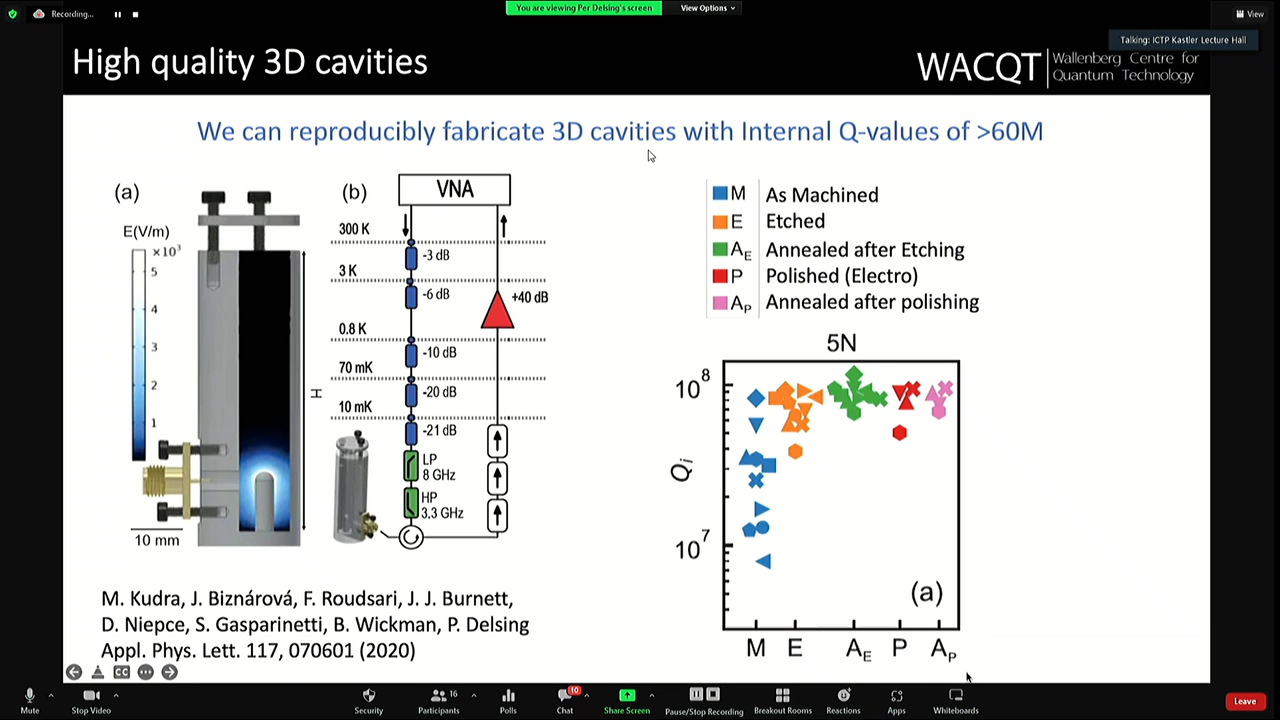 Recording...
You are viewing Per Delsing's screen
View Options
View
Talking: ICTP Kastler Lecture Hall
High quality 3D cavities
WACQT
Wallenberg Centre for
Quantum Technology
We can reproducibly fabricate 3D cavities with Internal Q-values of >60M
(a)
E(V/m)
×10³
5
4
3
2
1
H
10 mm
(b)
VNA
300 K
-3 dB
3 K
-6 dB
+40 dB
0.8 K
-10 dB
70 mK
-20 dB
10 mK
-21 dB
LP
8 GHz
HP
3.3 GHz
M As Machined
E Etched
A_E Annealed after Etching
P Polished (Electro)
A_P Annealed after polishing
5N
10⁸
Q_i
10⁷
(a)
M E A_E P A_P
M. Kudra, J. Biznárová, F. Roudsari, J. J. Burnett,
D. Niepce, S. Gasparinetti, B. Wickman, P. Delsing
Appl. Phys. Lett. 117, 070601 (2020)
CC
Mute
Stop Video
Security
16
Participants
Polls
10
Chat
Share Screen
Pause/Stop Recording
Breakout Rooms
Reactions
Apps
Whiteboards
Leave